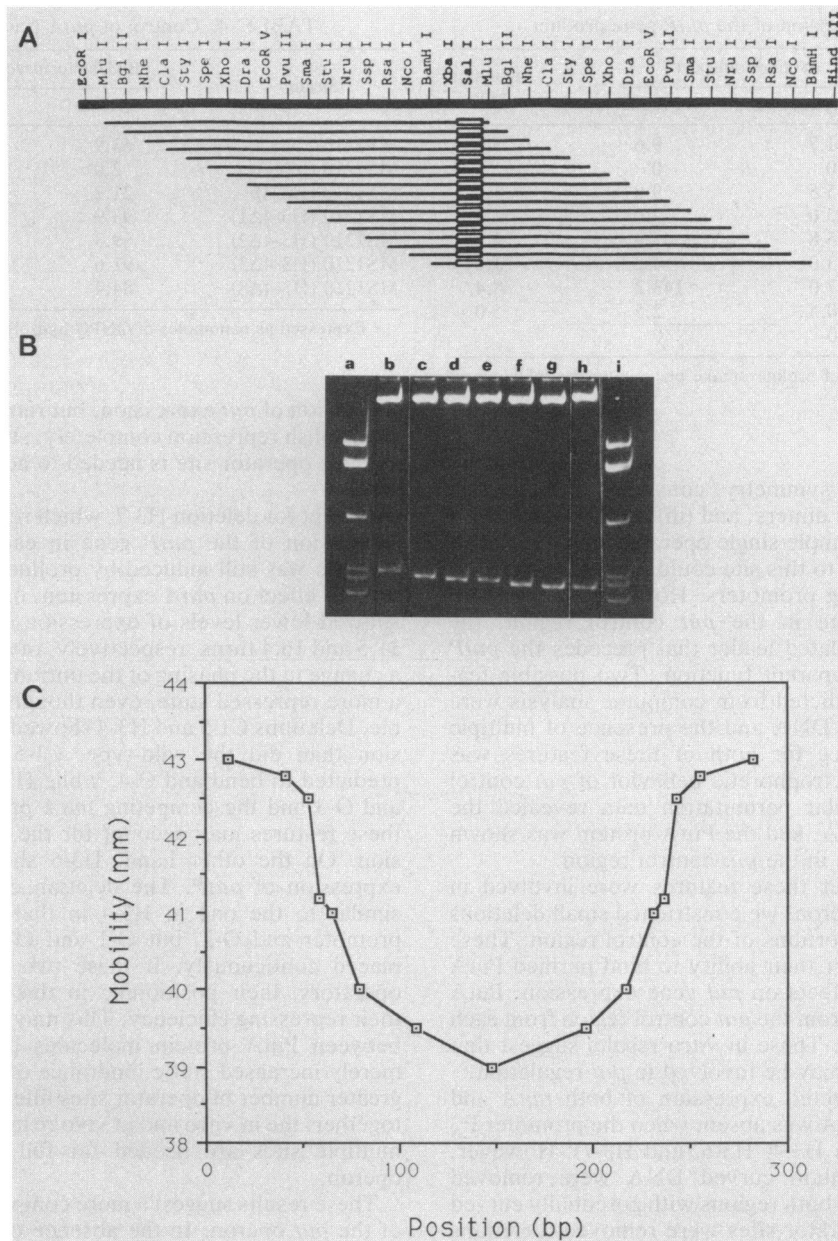 A
EcoR I
Mlu I
Bgl II
Nhe I
Cla I
Sty I
Spe I
Xho I
Dra I
EcoR V
Pvu II
Sma I
Stu I
Nru I
Ssp I
Rsa I
Nco I
BamH I
Xba I
Sal I
Mlu I
Bgl II
Nhe I
Cla I
Sty I
Spe I
Xho I
Dra I
EcoR V
Pvu II
Sma I
Stu I
Nru I
Ssp I
Rsa I
Nco I
BamH I
Hind III
B
a b c d e f g h i
C
44
43
42
41
40
39
38
Mobility (mm)
0 100 200 300
Position (bp)